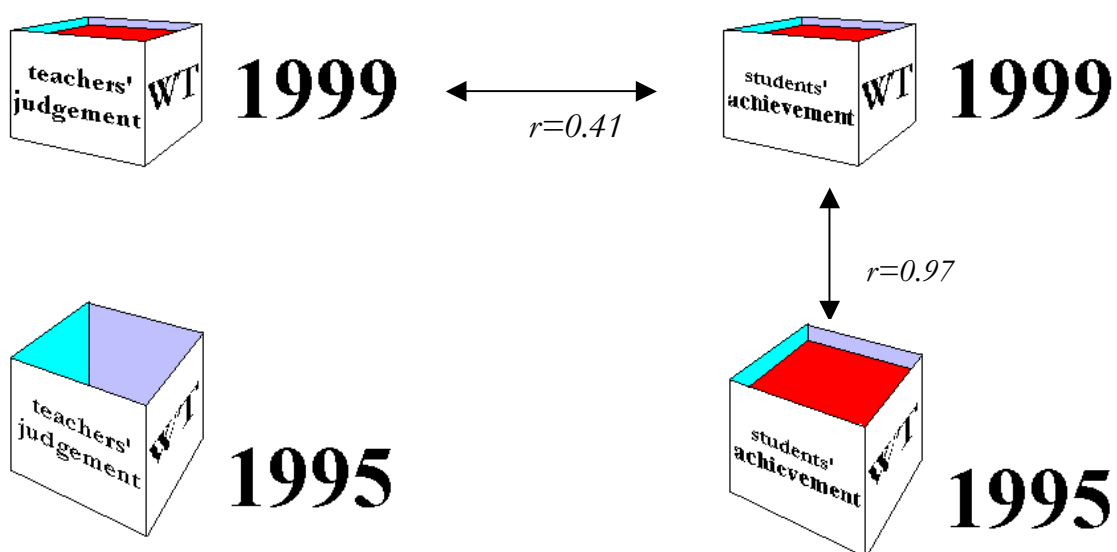 teachers'
judgement
WT
1999
r=0.41
students'
achievement
WT
1999
r=0.97
teachers'
judgement
WT
1995
students'
achievement
WT
1995